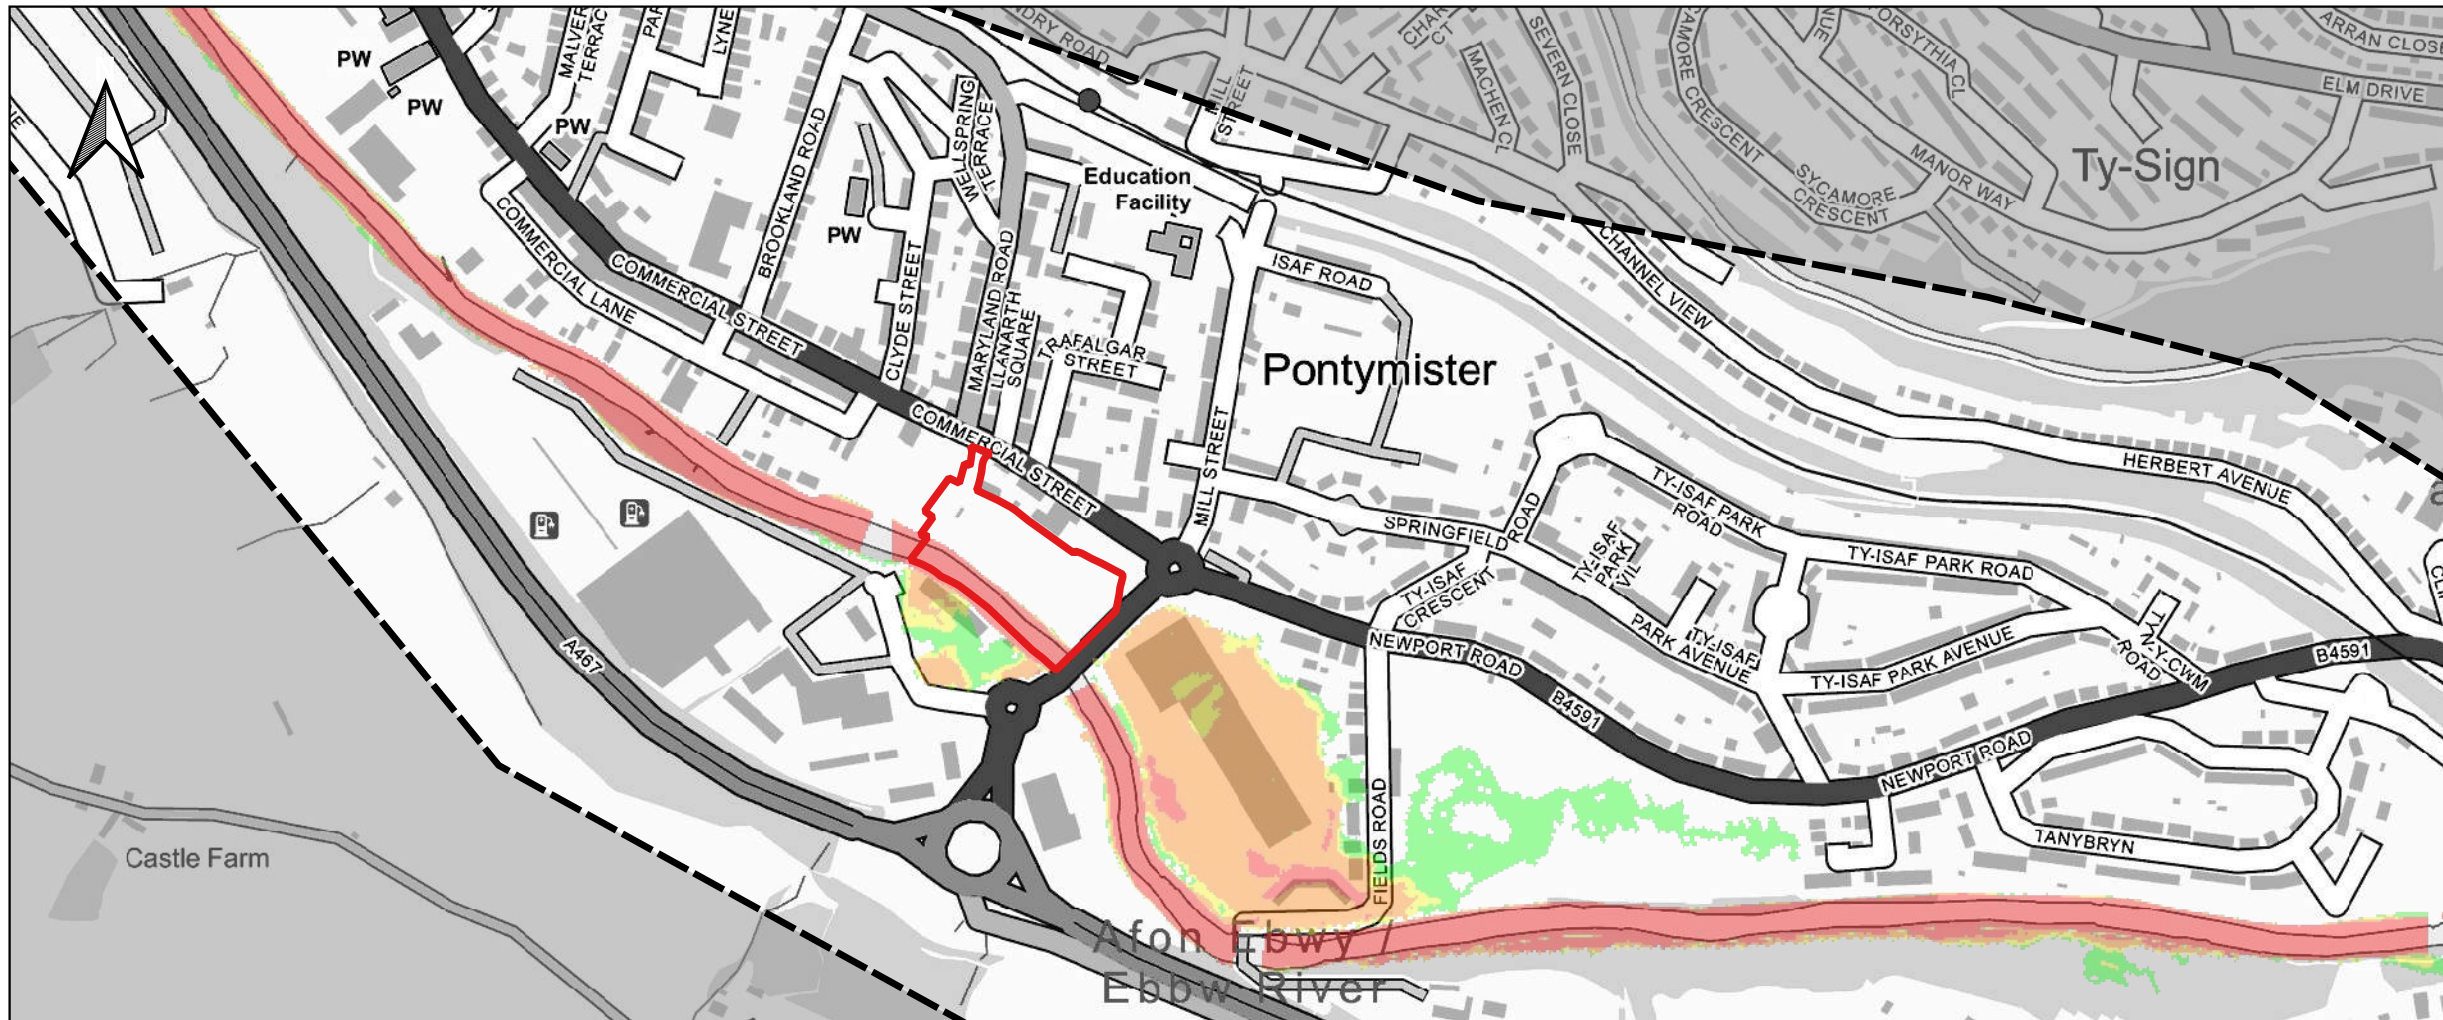 PW
PW
PW
PW
MALVERN
TERRACE
LYNE
NDRY ROAD
MILL
STREET
CT
MACHEN CL
SEVERN CLOSE
SYCAMORE
CRESCENT
FORSYTHIA CL
ARRAN CLOSE
ELM DRIVE
MANOR WAY
Ty-Sign
WELLSPRING
TERRACE
BROOKLAND ROAD
Education
Facility
COMMERCIAL LANE
COMMERCIAL STREET
CLYDE STREET
MARYLAND ROAD
LLANARTH
SQUARE
TRAFALGAR
STREET
ISAF ROAD
CHANNEL VIEW
Pontymister
COMMERCIAL STREET
MILL STREET
HERBERT AVENUE
SPRINGFIELD
ROAD
TY-ISAF PARK
ROAD
TY-ISAF
PARK
VIL
TY-ISAF PARK ROAD
TY-ISAF
CRESCENT
TY-ISAF
PARK AVENUE
TY-ISAF PARK AVENUE
TY-N-Y-CWM
ROAD
A467
NEWPORT ROAD
B4591
B4591
NEWPORT ROAD
FIELDS ROAD
TANYBRYN
Castle Farm
Afon Ebwy /
Ebbw River